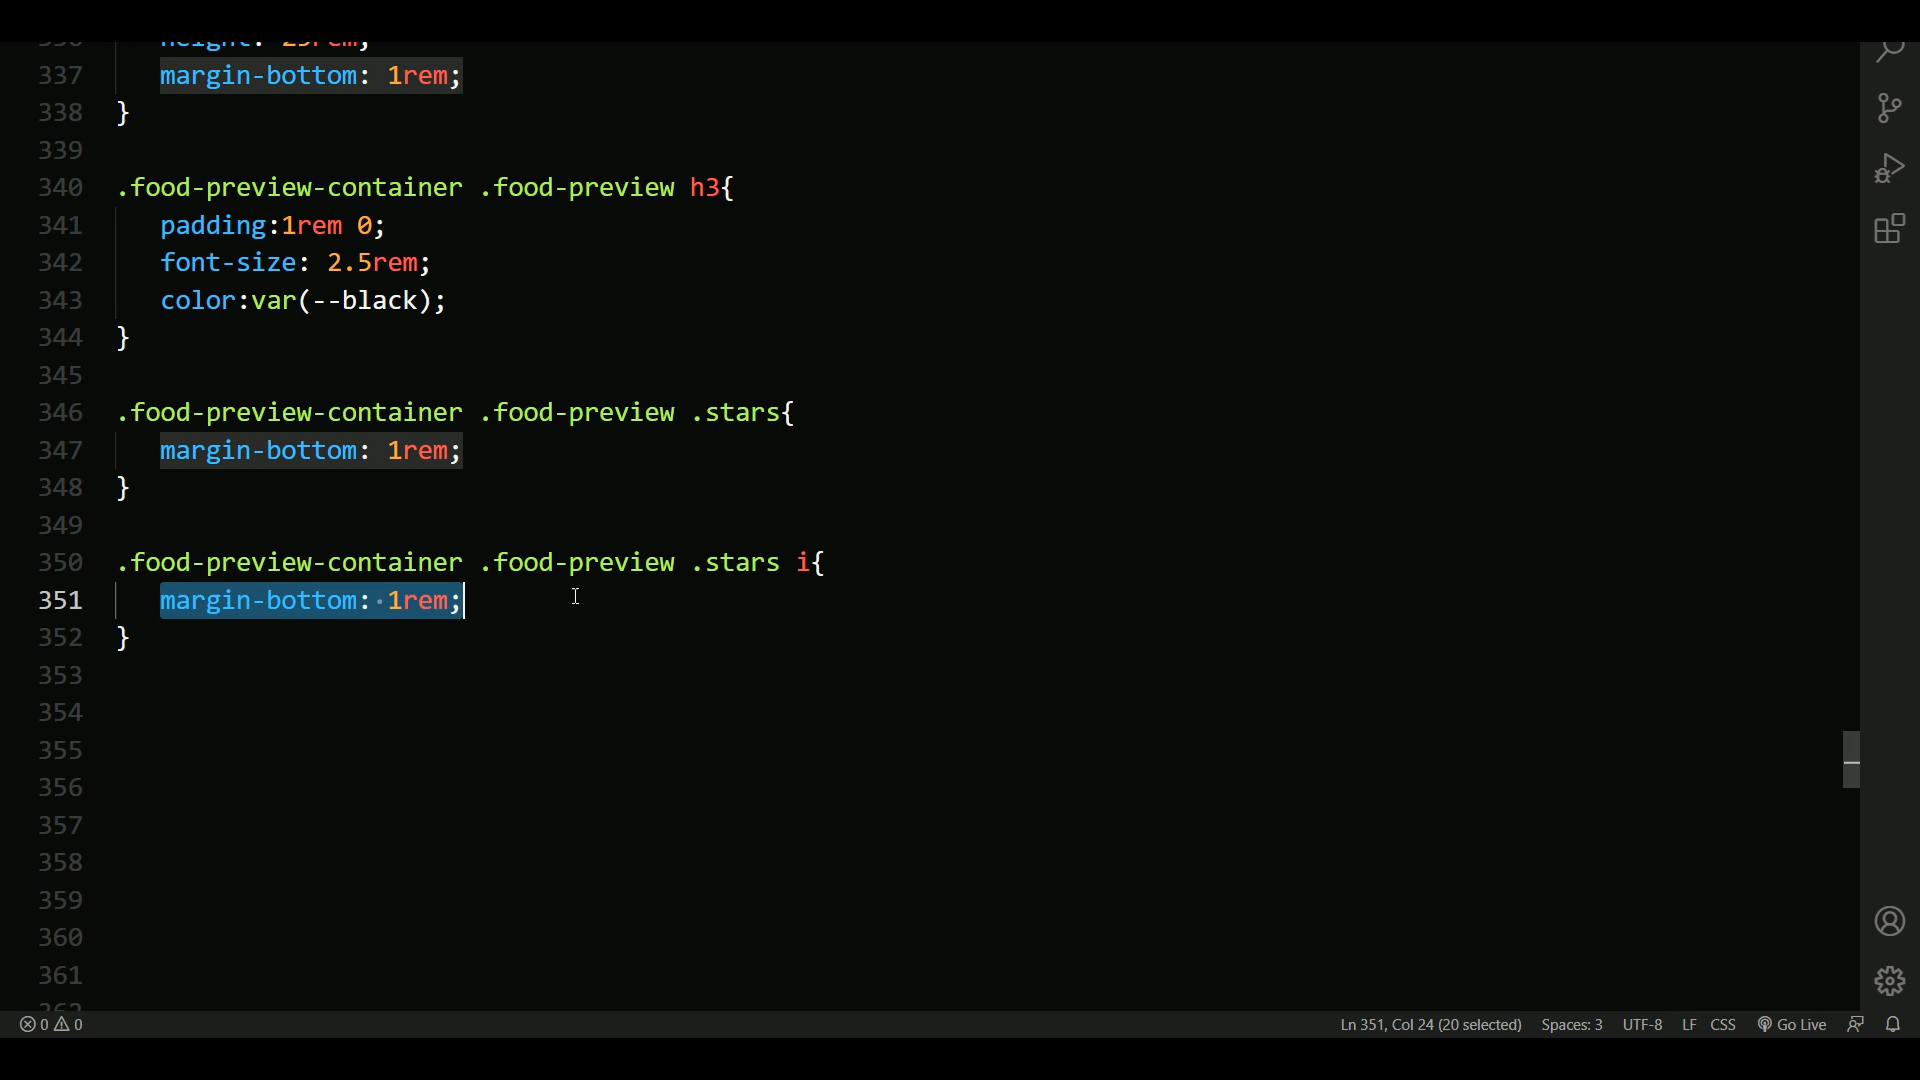 337 margin-bottom: 1rem;
338 }
339
340 .food-preview-container .food-preview h3{
341 padding:1rem 0;
342 font-size: 2.5rem;
343 color:var(--black);
344 }
345
346 .food-preview-container .food-preview .stars{
347 margin-bottom: 1rem;
348 }
349
350 .food-preview-container .food-preview .stars i{
351 margin-bottom: 1rem;
352 }
353
354
355
356
357
358
359
360
361
0 0 Ln 351, Col 24 (20 selected) Spaces: 3 UTF-8 LF CSS Go Live